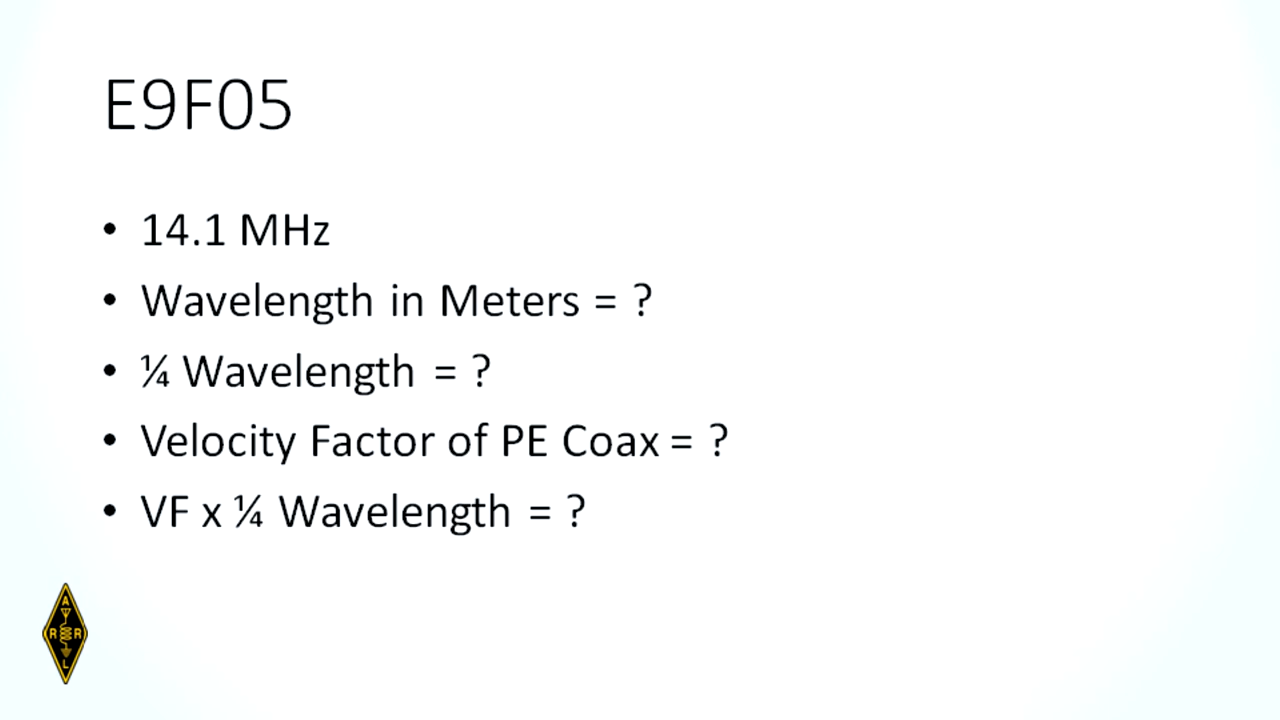 E9F05
• 14.1 MHz
• Wavelength in Meters = ?
• ¼ Wavelength = ?
• Velocity Factor of PE Coax = ?
• VF x ¼ Wavelength = ?
A
R R
L